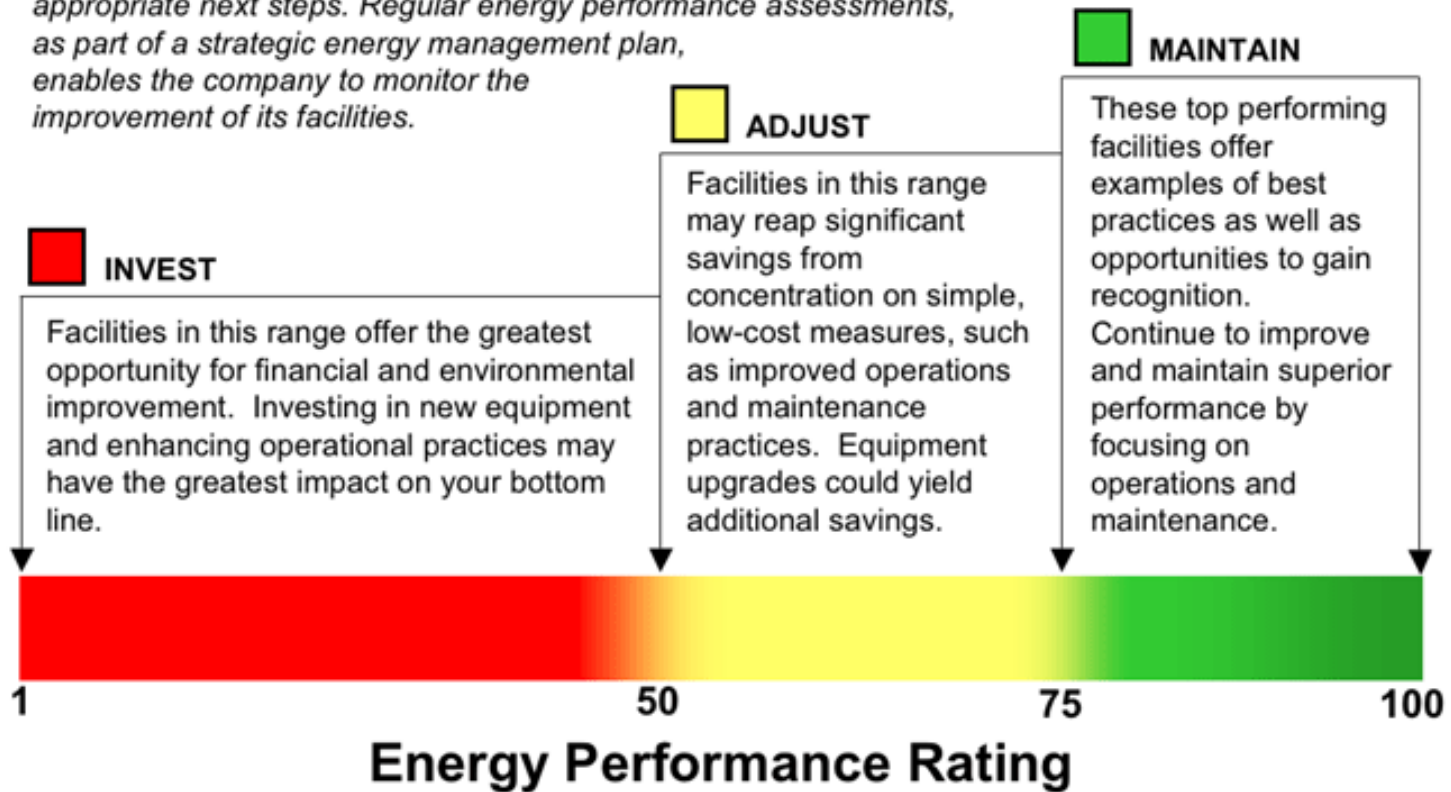 appropriate next steps. Regular energy performance assessments,
as part of a strategic energy management plan,
enables the company to monitor the
improvement of its facilities.
MAINTAIN
These top performing
facilities offer
examples of best
practices as well as
opportunities to gain
recognition.
Continue to improve
and maintain superior
performance by
focusing on
operations and
maintenance.
ADJUST
Facilities in this range
may reap significant
savings from
concentration on simple,
low-cost measures, such
as improved operations
and maintenance
practices.  Equipment
upgrades could yield
additional savings.
INVEST
Facilities in this range offer the greatest
opportunity for financial and environmental
improvement.  Investing in new equipment
and enhancing operational practices may
have the greatest impact on your bottom
line.
1 50 75 100
Energy Performance Rating